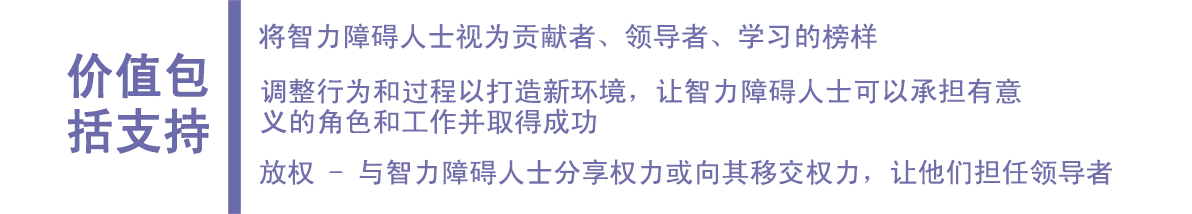 价值包
括支持
将智力障碍人士视为贡献者、领导者、学习的榜样
调整行为和过程以打造新环境，让智力障碍人士可以承担有意
义的角色和工作并取得成功
放权 - 与智力障碍人士分享权力或向其移交权力，让他们担任领导者